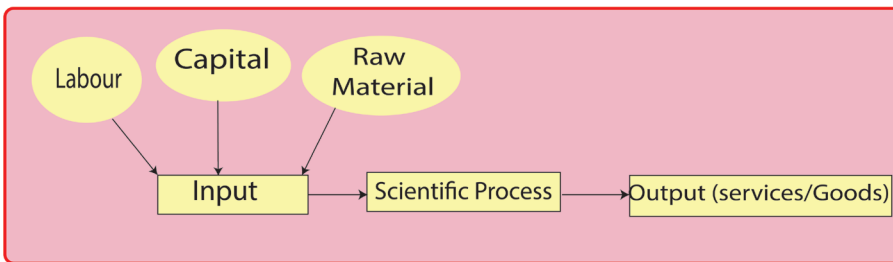 Labour
Capital
Raw
Material
Input
Scientific Process
Output (services/Goods)